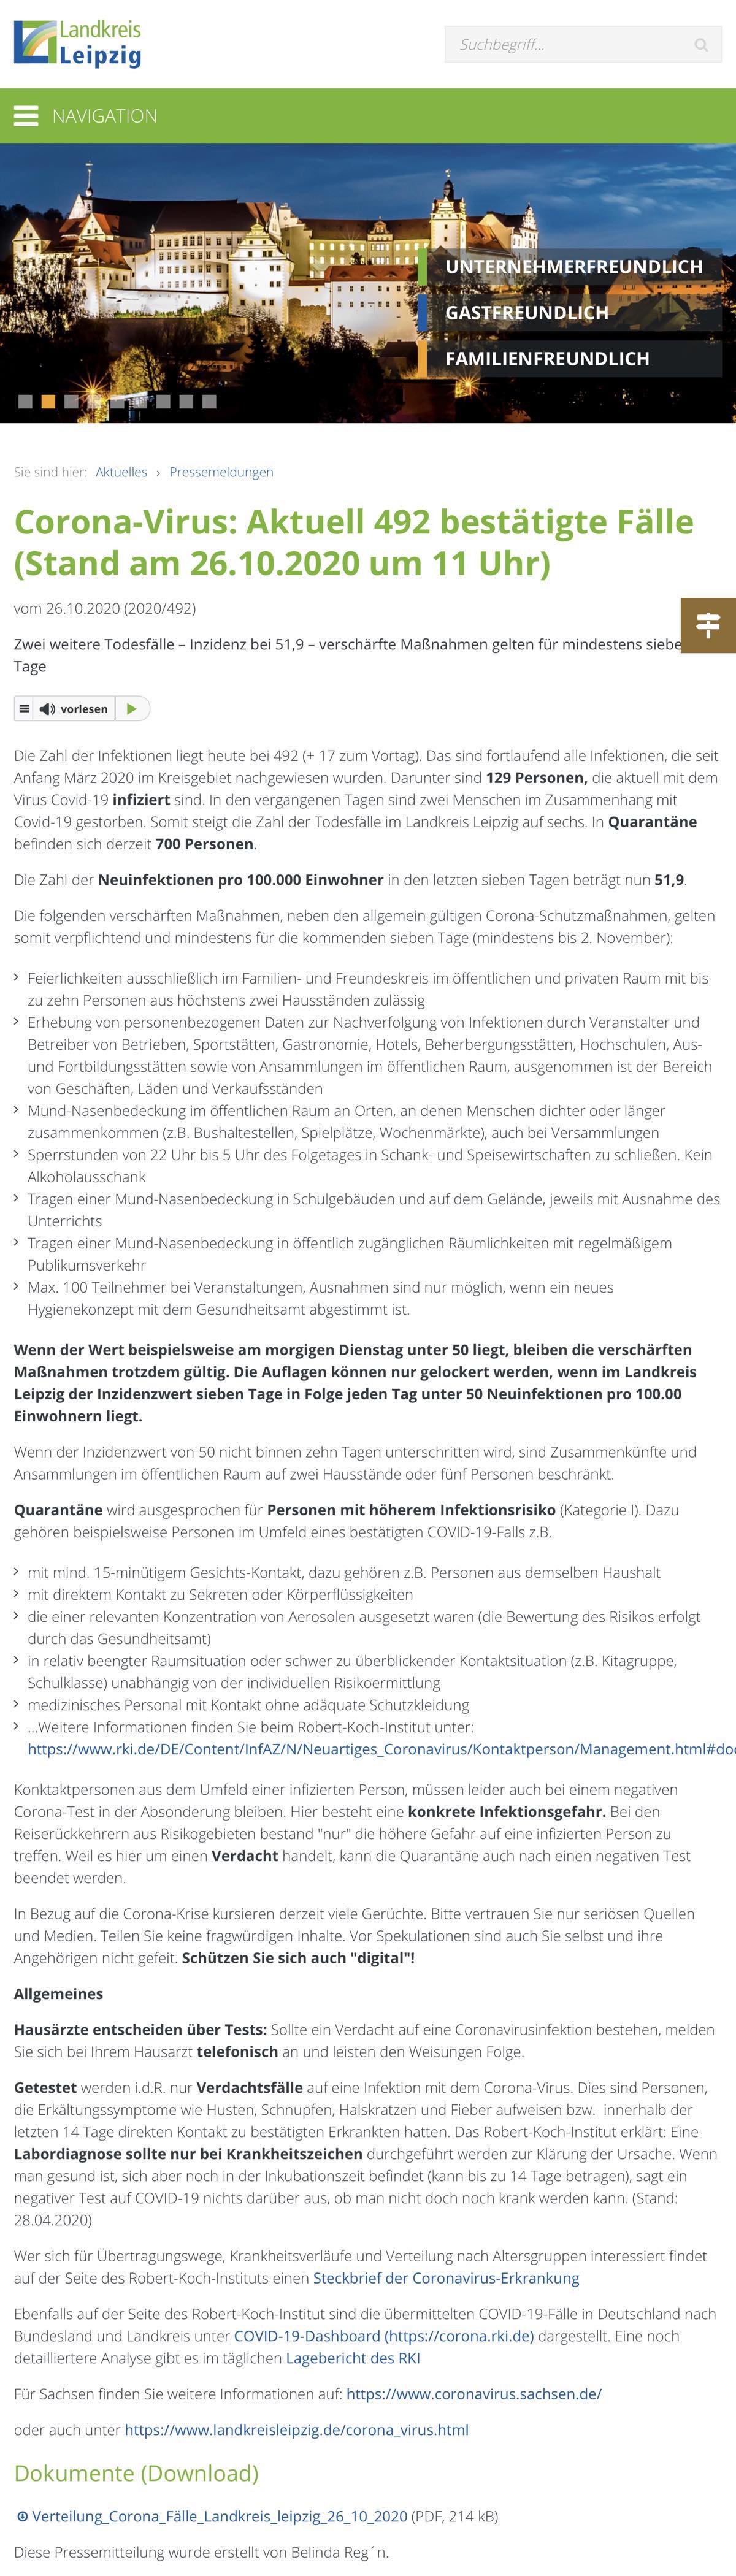 Landkreis
Leipzig
Suchbegriff...
NAVIGATION
UNTERNEHMERFREUNDLICH
GASTFREUNDLICH
FAMILIENFREUNDLICH
Sie sind hier: Aktuelles › Pressemeldungen
Corona-Virus: Aktuell 492 bestätigte Fälle
(Stand am 26.10.2020 um 11 Uhr)
vom 26.10.2020 (2020/492)
Zwei weitere Todesfälle – Inzidenz bei 51,9 – verschärfte Maßnahmen gelten für mindestens siebe
Tage
vorlesen
Die Zahl der Infektionen liegt heute bei 492 (+ 17 zum Vortag). Das sind fortlaufend alle Infektionen, die seit
Anfang März 2020 im Kreisgebiet nachgewiesen wurden. Darunter sind 129 Personen, die aktuell mit dem
Virus Covid-19 infiziert sind. In den vergangenen Tagen sind zwei Menschen im Zusammenhang mit
Covid-19 gestorben. Somit steigt die Zahl der Todesfälle im Landkreis Leipzig auf sechs. In Quarantäne
befinden sich derzeit 700 Personen.
Die Zahl der Neuinfektionen pro 100.000 Einwohner in den letzten sieben Tagen beträgt nun 51,9.
Die folgenden verschärften Maßnahmen, neben den allgemein gültigen Corona-Schutzmaßnahmen, gelten
somit verpflichtend und mindestens für die kommenden sieben Tage (mindestens bis 2. November):
› Feierlichkeiten ausschließlich im Familien- und Freundeskreis im öffentlichen und privaten Raum mit bis
zu zehn Personen aus höchstens zwei Hausständen zulässig
› Erhebung von personenbezogenen Daten zur Nachverfolgung von Infektionen durch Veranstalter und
Betreiber von Betrieben, Sportstätten, Gastronomie, Hotels, Beherbergungsstätten, Hochschulen, Aus-
und Fortbildungsstätten sowie von Ansammlungen im öffentlichen Raum, ausgenommen ist der Bereich
von Geschäften, Läden und Verkaufsständen
› Mund-Nasenbedeckung im öffentlichen Raum an Orten, an denen Menschen dichter oder länger
zusammenkommen (z.B. Bushaltestellen, Spielplätze, Wochenmärkte), auch bei Versammlungen
› Sperrstunden von 22 Uhr bis 5 Uhr des Folgetages in Schank- und Speisewirtschaften zu schließen. Kein
Alkoholausschank
› Tragen einer Mund-Nasenbedeckung in Schulgebäuden und auf dem Gelände, jeweils mit Ausnahme des
Unterrichts
› Tragen einer Mund-Nasenbedeckung in öffentlich zugänglichen Räumlichkeiten mit regelmäßigem
Publikumsverkehr
› Max. 100 Teilnehmer bei Veranstaltungen, Ausnahmen sind nur möglich, wenn ein neues
Hygienekonzept mit dem Gesundheitsamt abgestimmt ist.
Wenn der Wert beispielsweise am morgigen Dienstag unter 50 liegt, bleiben die verschärften
Maßnahmen trotzdem gültig. Die Auflagen können nur gelockert werden, wenn im Landkreis
Leipzig der Inzidenzwert sieben Tage in Folge jeden Tag unter 50 Neuinfektionen pro 100.00
Einwohnern liegt.
Wenn der Inzidenzwert von 50 nicht binnen zehn Tagen unterschritten wird, sind Zusammenkünfte und
Ansammlungen im öffentlichen Raum auf zwei Hausstände oder fünf Personen beschränkt.
Quarantäne wird ausgesprochen für Personen mit höherem Infektionsrisiko (Kategorie I). Dazu
gehören beispielsweise Personen im Umfeld eines bestätigten COVID-19-Falls z.B.
› mit mind. 15-minütigem Gesichts-Kontakt, dazu gehören z.B. Personen aus demselben Haushalt
› mit direktem Kontakt zu Sekreten oder Körperflüssigkeiten
› die einer relevanten Konzentration von Aerosolen ausgesetzt waren (die Bewertung des Risikos erfolgt
durch das Gesundheitsamt)
› in relativ beengter Raumsituation oder schwer zu überblickender Kontaktsituation (z.B. Kitagruppe,
Schulklasse) unabhängig von der individuellen Risikoermittlung
› medizinisches Personal mit Kontakt ohne adäquate Schutzkleidung
› ...Weitere Informationen finden Sie beim Robert-Koch-Institut unter:
https://www.rki.de/DE/Content/InfAZ/N/Neuartiges_Coronavirus/Kontaktperson/Management.html#doc
Konktaktpersonen aus dem Umfeld einer infizierten Person, müssen leider auch bei einem negativen
Corona-Test in der Absonderung bleiben. Hier besteht eine konkrete Infektionsgefahr. Bei den
Reiserückkehrern aus Risikogebieten bestand "nur" die höhere Gefahr auf eine infizierten Person zu
treffen. Weil es hier um einen Verdacht handelt, kann die Quarantäne auch nach einen negativen Test
beendet werden.
In Bezug auf die Corona-Krise kursieren derzeit viele Gerüchte. Bitte vertrauen Sie nur seriösen Quellen
und Medien. Teilen Sie keine fragwürdigen Inhalte. Vor Spekulationen sind auch Sie selbst und ihre
Angehörigen nicht gefeit. Schützen Sie sich auch "digital"!
Allgemeines
Hausärzte entscheiden über Tests: Sollte ein Verdacht auf eine Coronavirusinfektion bestehen, melden
Sie sich bei Ihrem Hausarzt telefonisch an und leisten den Weisungen Folge.
Getestet werden i.d.R. nur Verdachtsfälle auf eine Infektion mit dem Corona-Virus. Dies sind Personen,
die Erkältungssymptome wie Husten, Schnupfen, Halskratzen und Fieber aufweisen bzw. innerhalb der
letzten 14 Tage direkten Kontakt zu bestätigten Erkrankten hatten. Das Robert-Koch-Institut erklärt: Eine
Labordiagnose sollte nur bei Krankheitszeichen durchgeführt werden zur Klärung der Ursache. Wenn
man gesund ist, sich aber noch in der Inkubationszeit befindet (kann bis zu 14 Tage betragen), sagt ein
negativer Test auf COVID-19 nichts darüber aus, ob man nicht doch noch krank werden kann. (Stand:
28.04.2020)
Wer sich für Übertragungswege, Krankheitsverläufe und Verteilung nach Altersgruppen interessiert findet
auf der Seite des Robert-Koch-Instituts einen Steckbrief der Coronavirus-Erkrankung
Ebenfalls auf der Seite des Robert-Koch-Institut sind die übermittelten COVID-19-Fälle in Deutschland nach
Bundesland und Landkreis unter COVID-19-Dashboard (https://corona.rki.de) dargestellt. Eine noch
detailliertere Analyse gibt es im täglichen Lagebericht des RKI
Für Sachsen finden Sie weitere Informationen auf: https://www.coronavirus.sachsen.de/
oder auch unter https://www.landkreisleipzig.de/corona_virus.html
Dokumente (Download)
Verteilung_Corona_Fälle_Landkreis_leipzig_26_10_2020 (PDF, 214 kB)
Diese Pressemitteilung wurde erstellt von Belinda Reg´n.